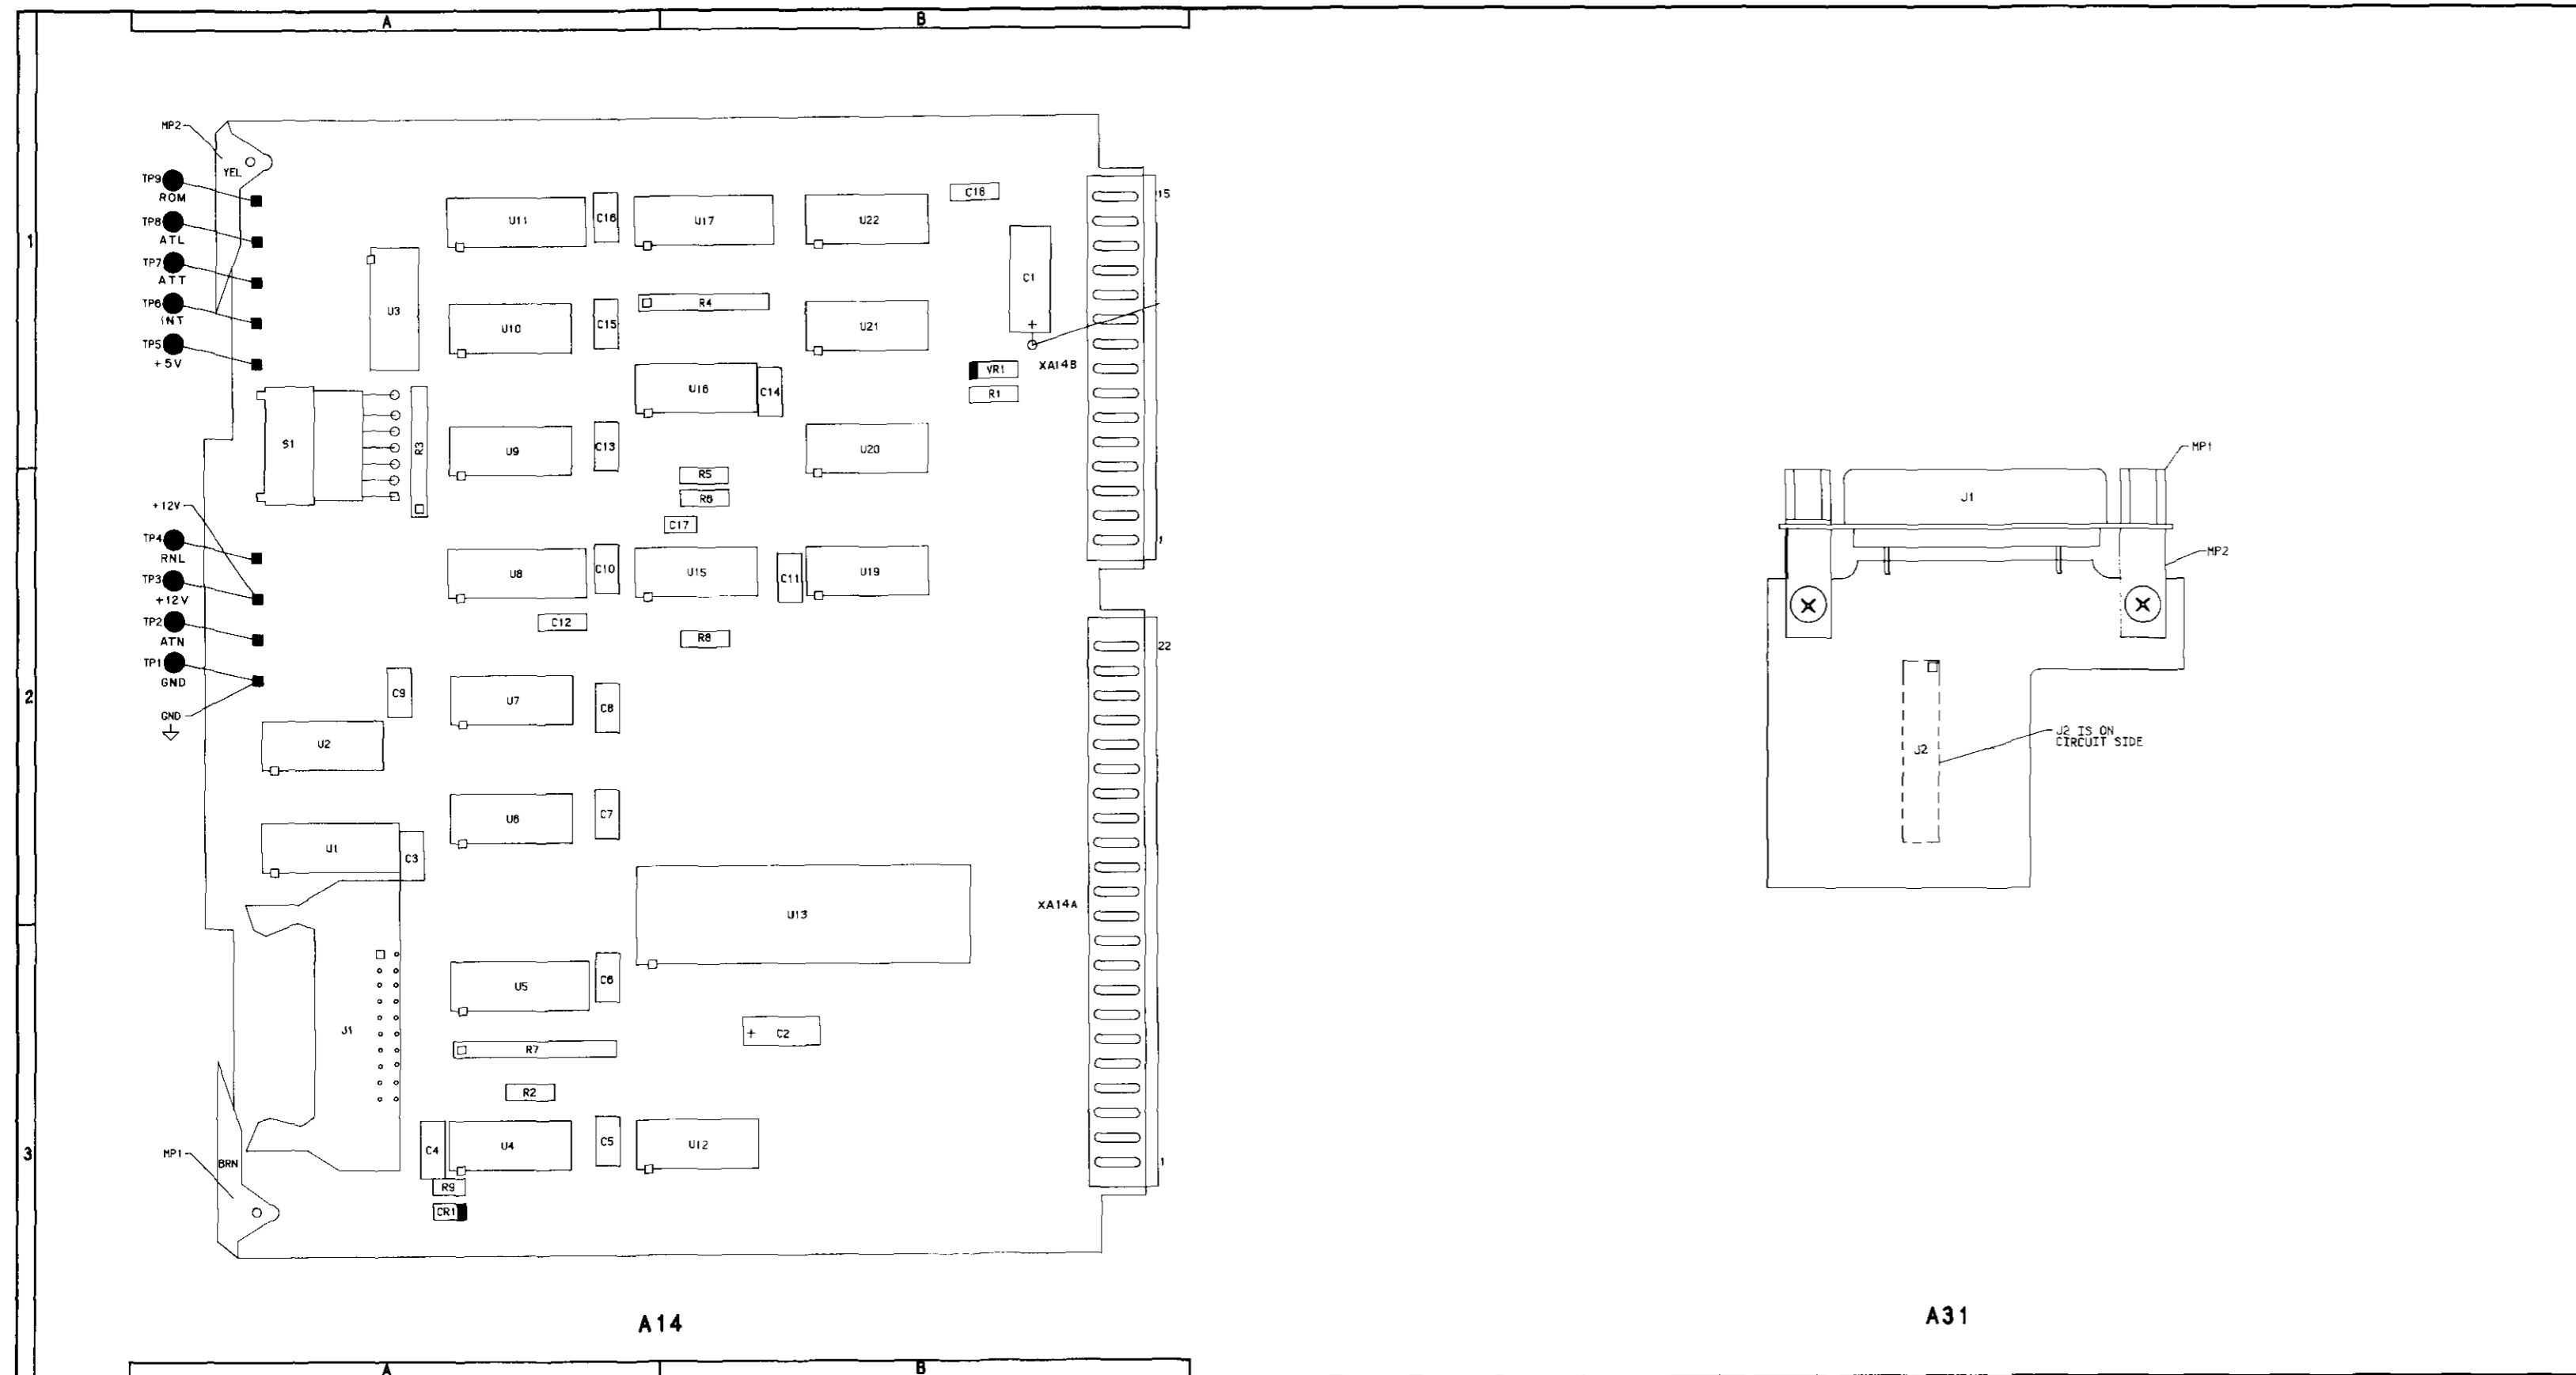 A B
MP2
YEL
TP9
ROM
TP8
ATL
TP7
ATT
TP6
INT
TP5
+5V
1
U11 C16 U17 U22 C18
15
U3
U10 C15 R4 U21 C1
+
U16 C14 VR1 XA14B
R1
S1 R3 U9 C13 U20
R5
R6
C17
1
+12V
TP4
RNL
TP3
+12V
TP2
ATN
TP1
GND
GND
U8 C10 U15 C11 U19
C12 R8
22
2
C9 U7 C8
U2
U6 C7
U1 C3
U13 XA14A
U5 C6
J1 + C2
R7
R2
3
MP1
BRN
C4 U4 C5 U12
1
R9
CR1
A14
A B
MP1
J1
MP2
J2
J2 IS ON
CIRCUIT SIDE
A31